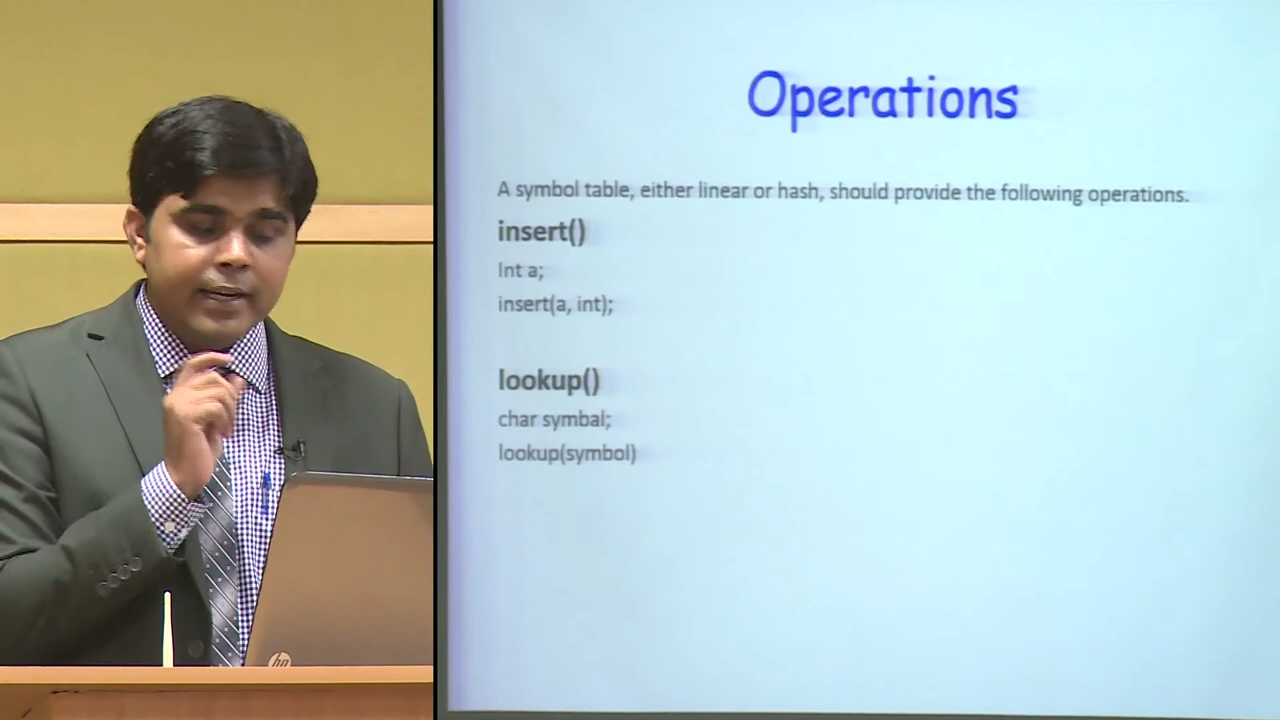 Operations
A symbol table, either linear or hash, should provide the following operations.
insert()
Int a;
insert(a, int);
lookup()
char symbal;
lookup(symbol)
hp